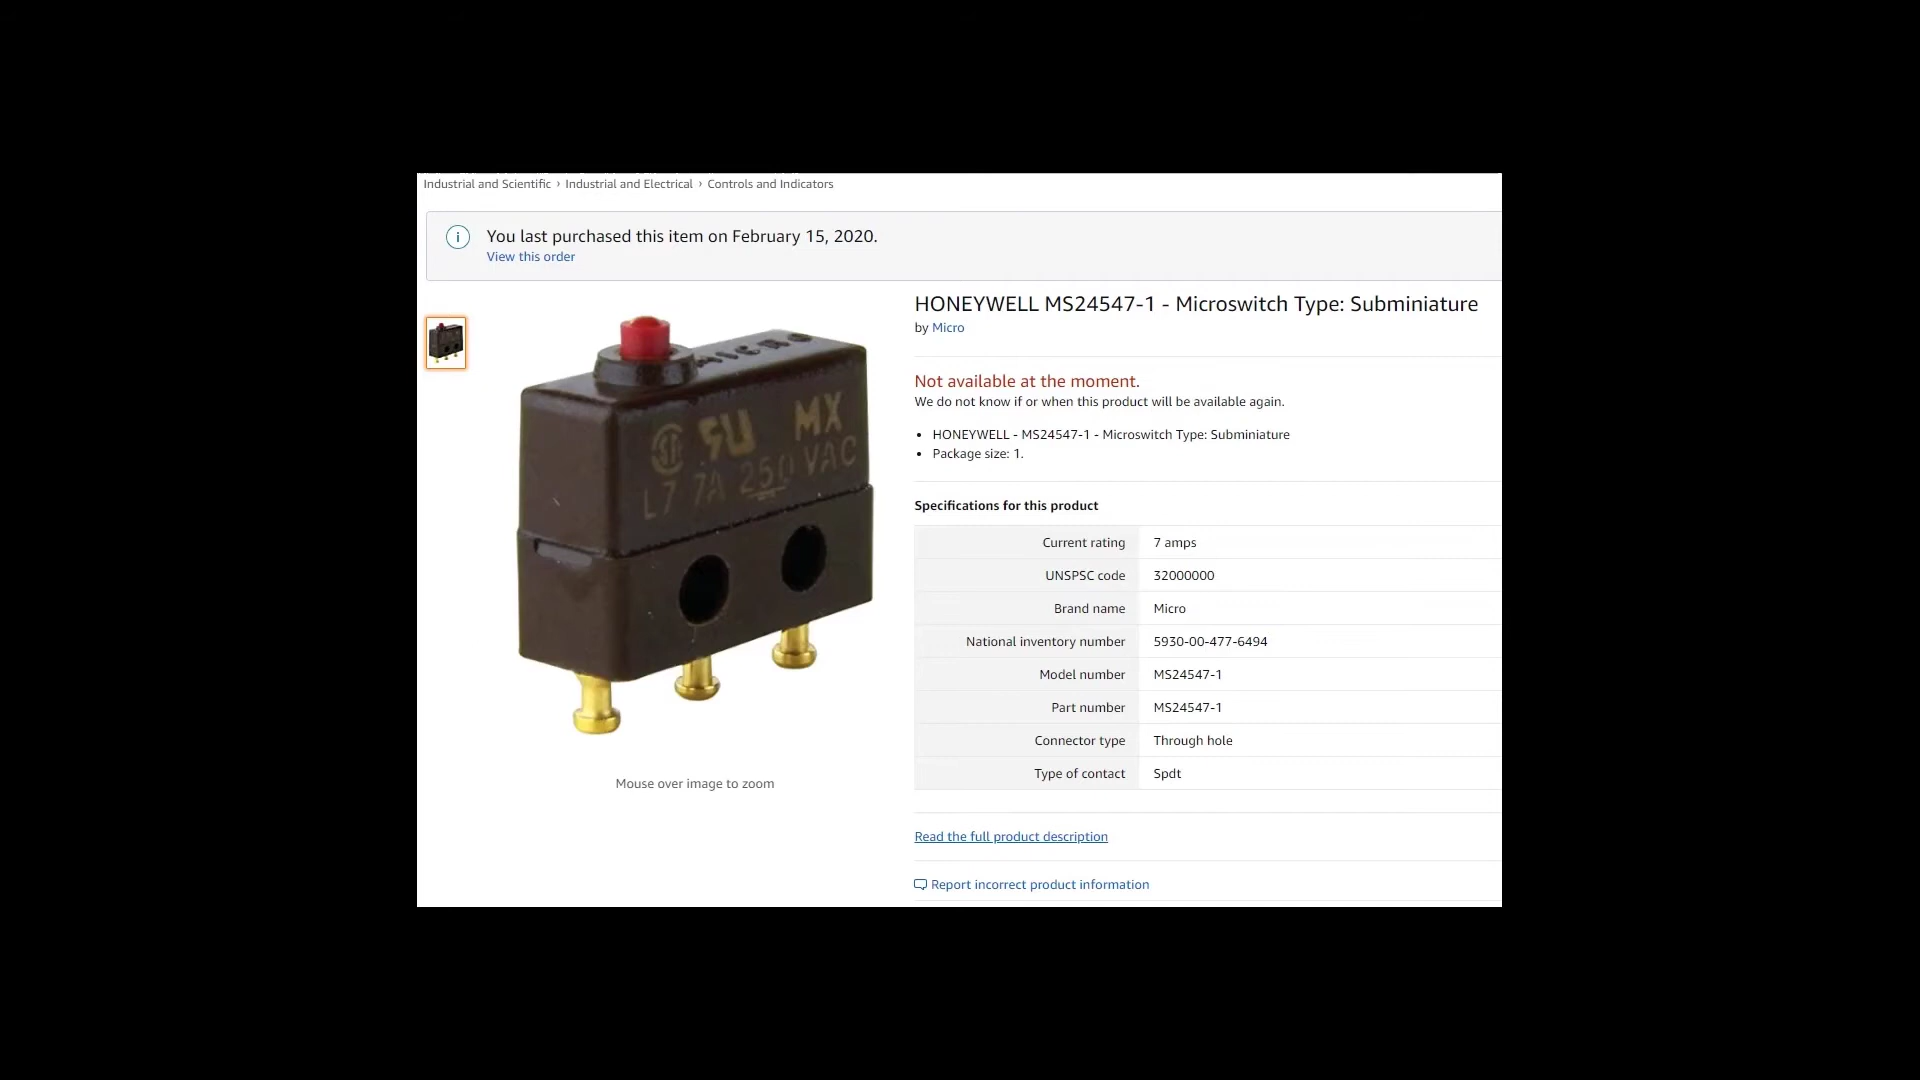 Industrial and Scientific › Industrial and Electrical › Controls and Indicators
You last purchased this item on February 15, 2020.
View this order
HONEYWELL MS24547-1 - Microswitch Type: Subminiature
by Micro
Not available at the moment.
We do not know if or when this product will be available again.
• HONEYWELL - MS24547-1 - Microswitch Type: Subminiature
• Package size: 1.
Specifications for this product
Current rating 7 amps
UNSPSC code 32000000
Brand name Micro
National inventory number 5930-00-477-6494
Model number MS24547-1
Part number MS24547-1
Connector type Through hole
Type of contact Spdt
Read the full product description
Report incorrect product information
MICRO
MX
L7 7A 250 VAC
Mouse over image to zoom